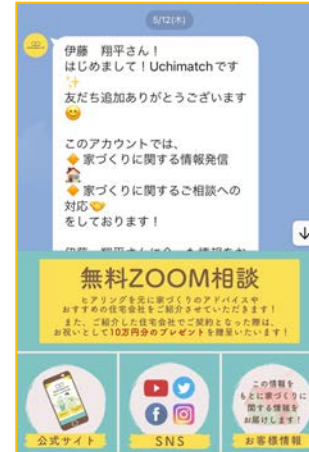 5/12(木)
伊藤　翔平さん！
はじめまして！Uchimatchです
✨
友だち追加ありがとうございます
😊
このアカウントでは、
🔶 家づくりに関する情報発信
🏠
🔶 家づくりに関するご相談への
対応🤝
をしております！
無料ZOOM相談
ヒアリングを元に家づくりのアドバイスや
おすすめの住宅会社をご紹介させていただきます！
また、ご紹介した住宅会社でご契約となった際は、
お祝いとして10万円分のプレゼントを贈呈いたします！
公式サイト
SNS
この情報を
もとに家づくりに
関する情報を
お届けします！
お客様情報